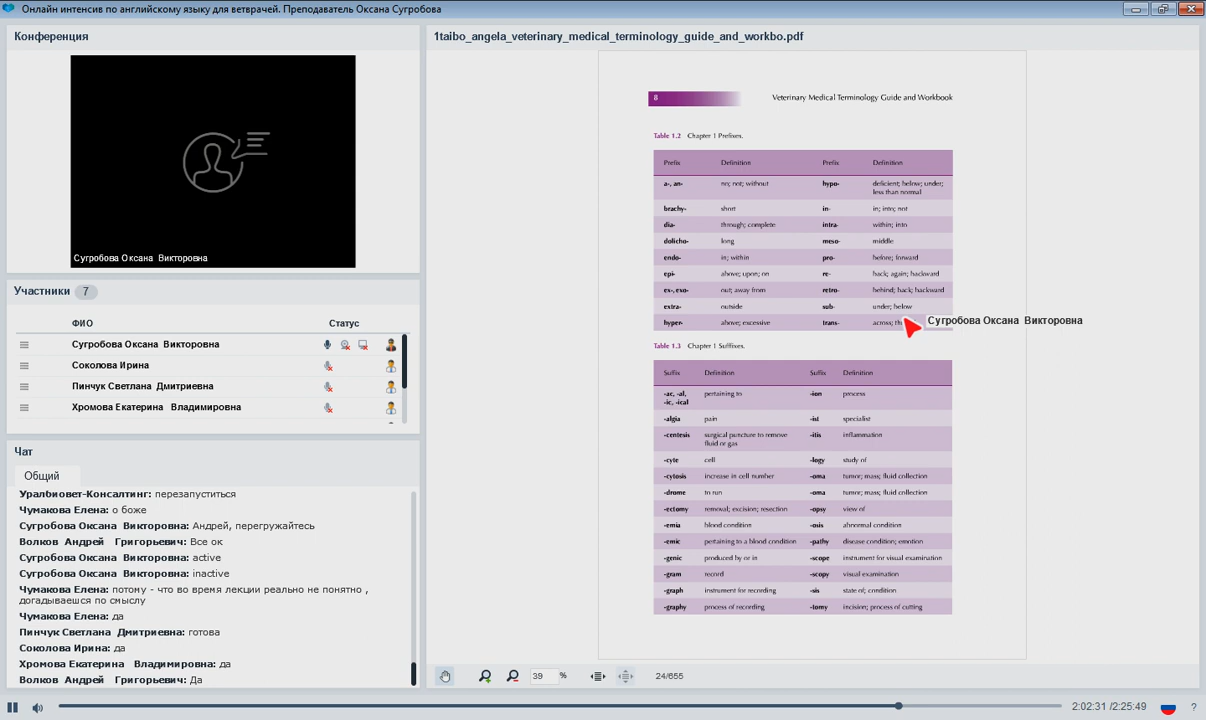 Онлайн интенсив по английскому языку для ветврачей. Преподаватель Оксана Сугробова
Конференция
Сугробова Оксана Викторовна
Участники 7
ФИО Статус
Сугробова Оксана Викторовна
Соколова Ирина
Пинчук Светлана Дмитриевна
Хромова Екатерина Владимировна
Чат
Общий
Уралбиовет-Консалтинг: перезапуститься
Чумакова Елена: о боже
Сугробова Оксана Викторовна: Андрей, перегружайтесь
Волков Андрей Григорьевич: Все ок
Сугробова Оксана Викторовна: active
Сугробова Оксана Викторовна: inactive
Чумакова Елена: потому - что во время лекции реально не понятно ,
догадываешся по смыслу
Чумакова Елена: да
Пинчук Светлана Дмитриевна: готова
Соколова Ирина: да
Хромова Екатерина Владимировна: да
Волков Андрей Григорьевич: Да
1taibo_angela_veterinary_medical_terminology_guide_and_workbo.pdf
8 Veterinary Medical Terminology Guide and Workbook
Table 1.2 Chapter 1 Prefixes.
Prefix Definition Prefix Definition
a-, an- no; not; without hypo- deficient; below; under;
less than normal
brachy- short in- in; into; not
dia- through; complete intra- within; into
dolicho- long meso- middle
endo- in; within pro- before; forward
epi- above; upon; on re- back; again; backward
ex-, exo- out; away from retro- behind; back; backward
extra- outside sub- under; below
hyper- above; excessive trans- across;
Сугробова Оксана Викторовна
Table 1.3 Chapter 1 Suffixes.
Suffix Definition Suffix Definition
-ac, -al,
-ic, -ical pertaining to -ion process
-algia pain -ist specialist
-centesis surgical puncture to remove
fluid or gas -itis inflammation
-cyte cell -logy study of
-cytosis increase in cell number -oma tumor; mass; fluid collection
-drome to run -oma tumor; mass; fluid collection
-ectomy removal; excision; resection -opsy view of
-emia blood condition -osis abnormal condition
-emic pertaining to a blood condition -pathy disease condition; emotion
-genic produced by or in -scope instrument for visual examination
-gram record -scopy visual examination
-graph instrument for recording -sis state of; condition
-graphy process of recording -tomy incision; process of cutting
39 % 24/655
2:02:31 /2:25:49 ?